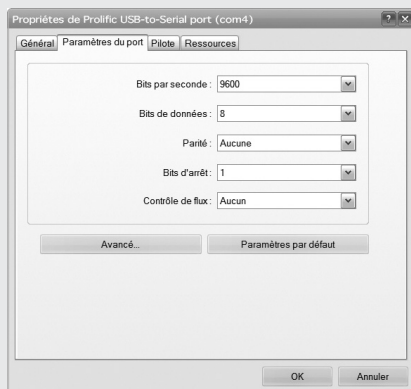 Propriétes de Prolific USB-to-Serial port (com4)
Général Paramètres du port Pilote Ressources
Bits par seconde : 9600
Bits de données : 8
Parité : Aucune
Bits d'arrêt : 1
Contrôle de flux : Aucun
Avancé... Paramètres par défaut
OK Annuler